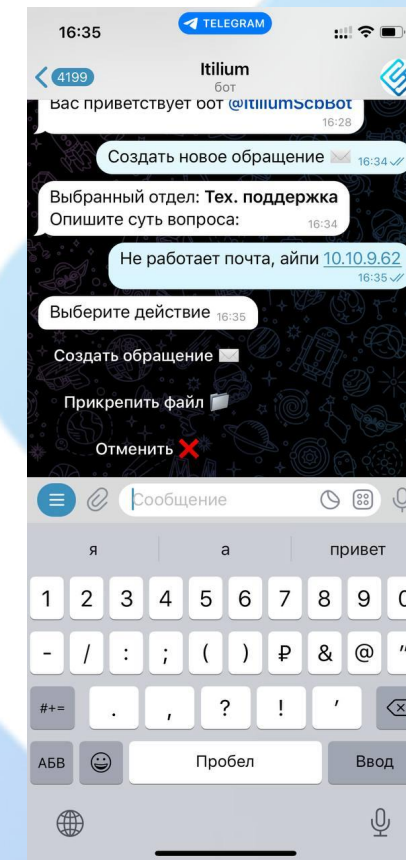 16:35
TELEGRAM
4199
Itilium
бот
Вас приветствует бот @ItiliumScbBot
16:28
Создать новое обращение ✉️ 16:34
Выбранный отдел: Тех. поддержка
Опишите суть вопроса:
16:34
Не работает почта, айпи 10.10.9.62
16:35
Выберите действие 16:35
Создать обращение ✉️
Прикрепить файл 📁
Отменить ❌
Сообщение
я а привет
1 2 3 4 5 6 7 8 9 0
- / : ; ( ) ₽ & @ "
#+= . , ? ! ’
АБВ Пробел Ввод